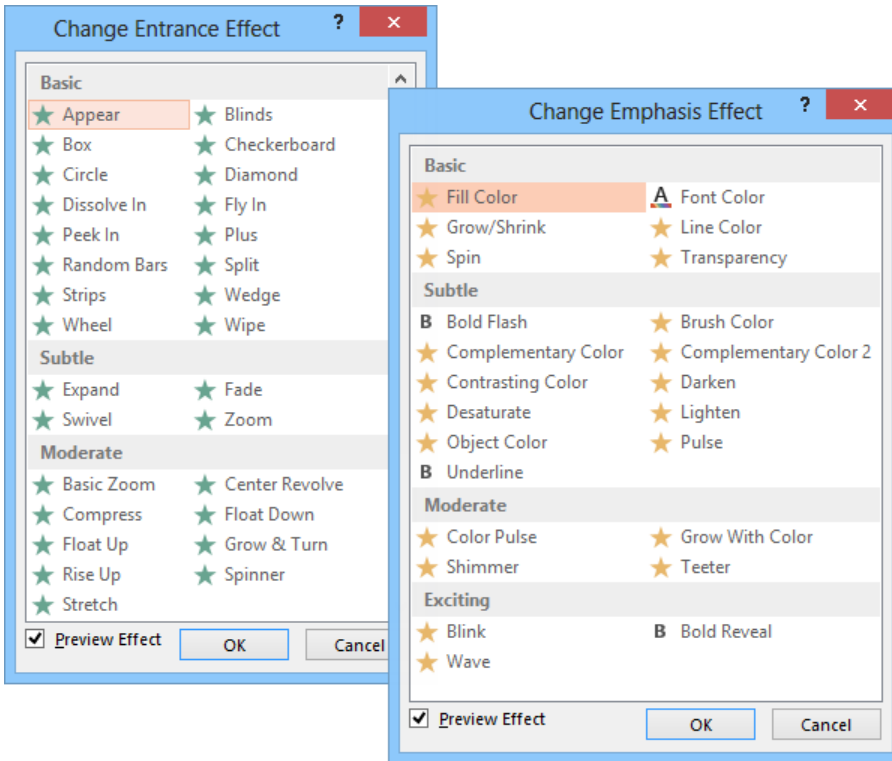 Change Entrance Effect ?
Basic
Appear Blinds
Box Checkerboard
Circle Diamond
Dissolve In Fly In
Peek In Plus
Random Bars Split
Strips Wedge
Wheel Wipe
Subtle
Expand Fade
Swivel Zoom
Moderate
Basic Zoom Center Revolve
Compress Float Down
Float Up Grow & Turn
Rise Up Spinner
Stretch
Preview Effect OK Cancel
Change Emphasis Effect ?
Basic
Fill Color A Font Color
Grow/Shrink Line Color
Spin Transparency
Subtle
B Bold Flash Brush Color
Complementary Color Complementary Color 2
Contrasting Color Darken
Desaturate Lighten
Object Color Pulse
B Underline
Moderate
Color Pulse Grow With Color
Shimmer Teeter
Exciting
Blink B Bold Reveal
Wave
Preview Effect OK Cancel